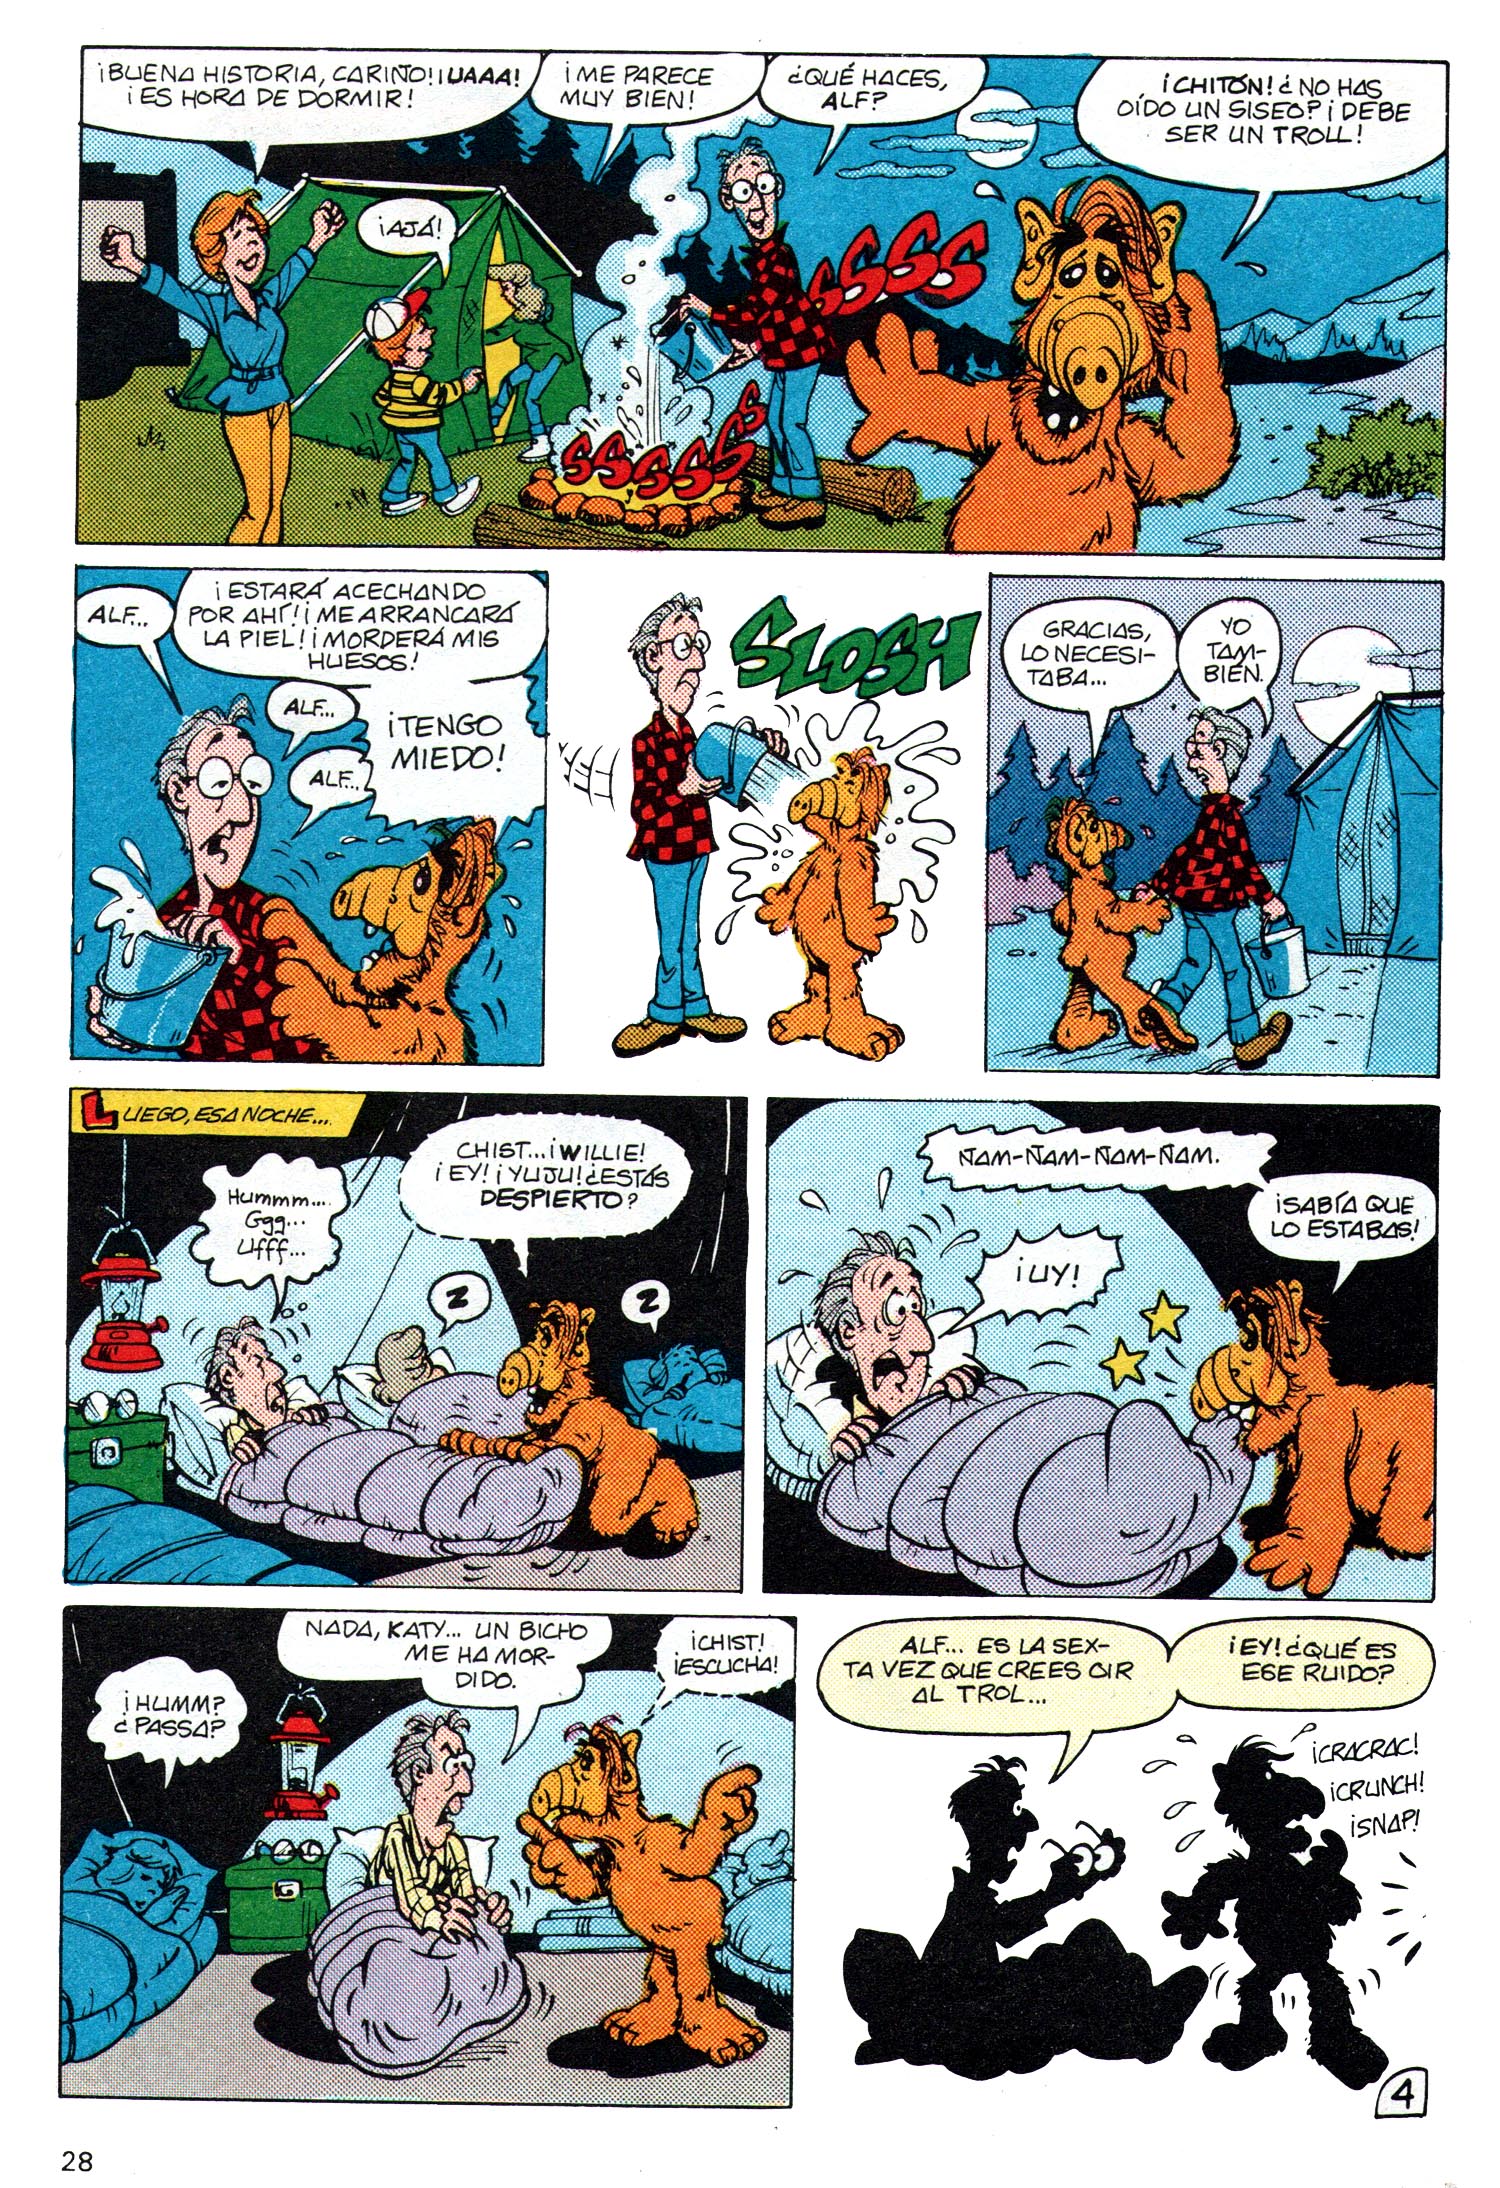 ¡BUENA HISTORIA, CARIÑO! ¡UAAA!
¡ES HORA DE DORMIR!
¡ME PARECE
MUY BIEN!
¿QUÉ HACES,
ALF?
¡CHITÓN! ¿NO HAS
OÍDO UN SISEO? ¡DEBE
SER UN TROLL!
¡AJÁ!
SSSSS
SSSSSS
ALF...
¡ESTARÁ ACECHANDO
POR AHÍ! ¡ME ARRANCARÁ
LA PIEL! ¡MORDERÁ MIS
HUESOS!
ALF...
ALF...
¡TENGO
MIEDO!
SLOSH
GRACIAS,
LO NECESI-
TABA...
YO
TAM-
BIÉN.
LUEGO, ESA NOCHE...
Hummm...
Ggg...
Ufff...
CHIST... ¡WILLIE!
¡EY! ¡YUJU! ¿ESTÁS
DESPIERTO?
Z
Z
ÑAM-ÑAM-ÑAM-ÑAM.
¡UY!
¡SABÍA QUE
LO ESTABAS!
¡HUMM?
¿PASSA?
NADA, KATY... UN BICHO
ME HA MOR-
DIDO.
¡CHIST!
¡ESCUCHA!
ALF... ES LA SEX-
TA VEZ QUE CREES OIR
AL TROL...
¡EY! ¿QUÉ ES
ESE RUIDO?
¡CRACRAC!
¡CRUNCH!
¡SNAP!
4
28